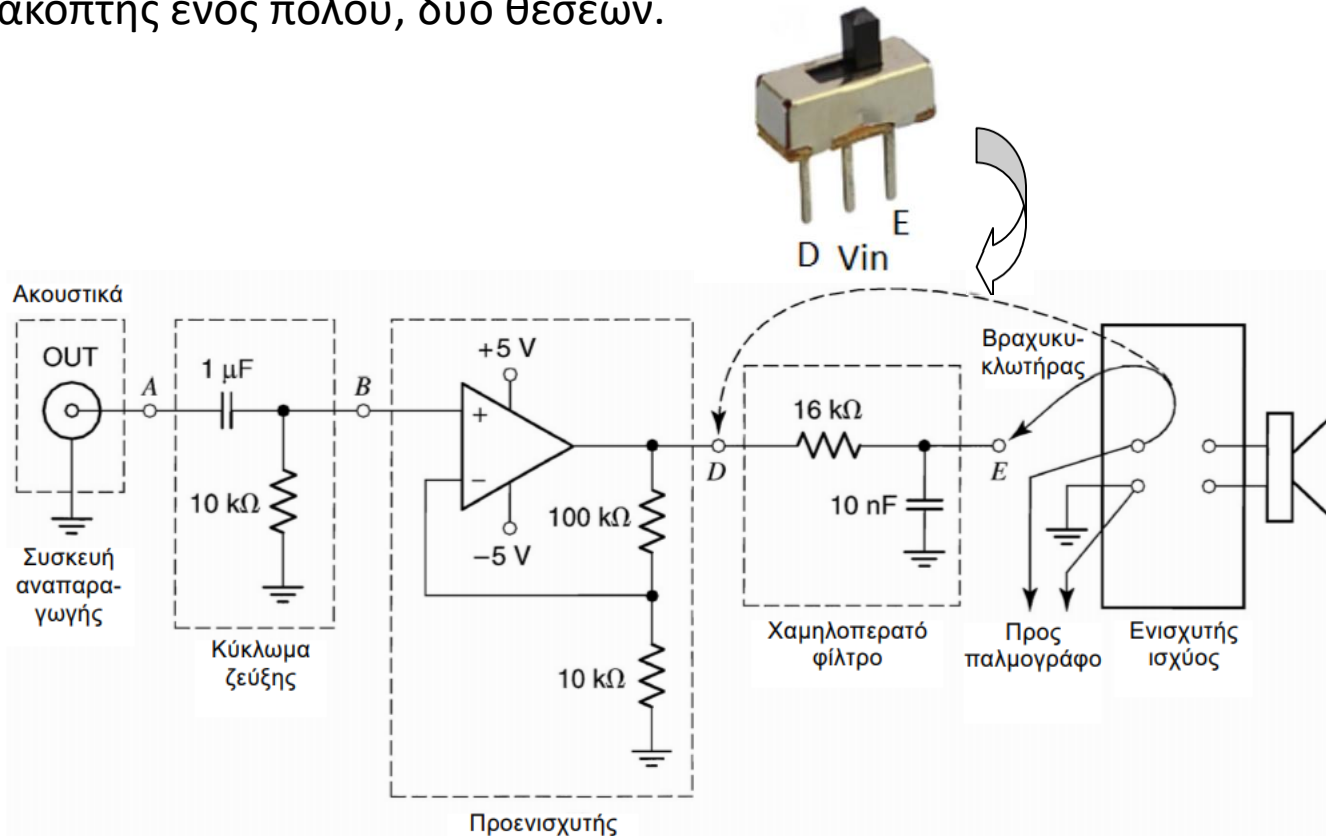 ακόπτης ενός πόλου, δύο θέσεων.
E
D Vin
Ακουστικά
OUT
A
1 μF
B
10 kΩ
Συσκευή
αναπαρα-
γωγής
Κύκλωμα
ζεύξης
+5 V
+
−
−5 V
100 kΩ
10 kΩ
Προενισχυτής
D
16 kΩ
10 nF
E
Χαμηλοπερατό
φίλτρο
Βραχυκυ-
κλωτήρας
Προς
παλμογράφο
Ενισχυτής
ισχύος